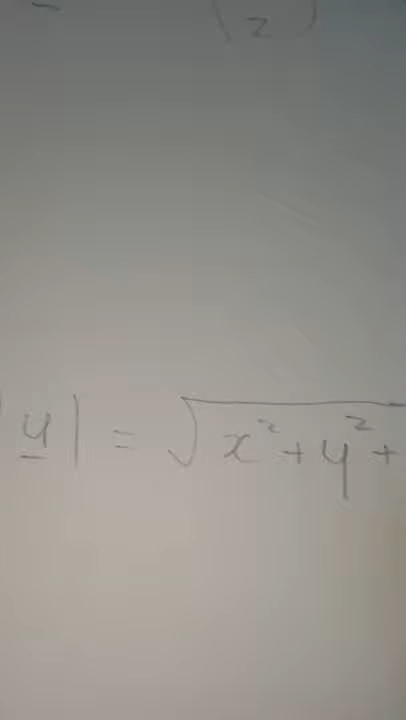 (z)
|u̲| = √x²+y²+